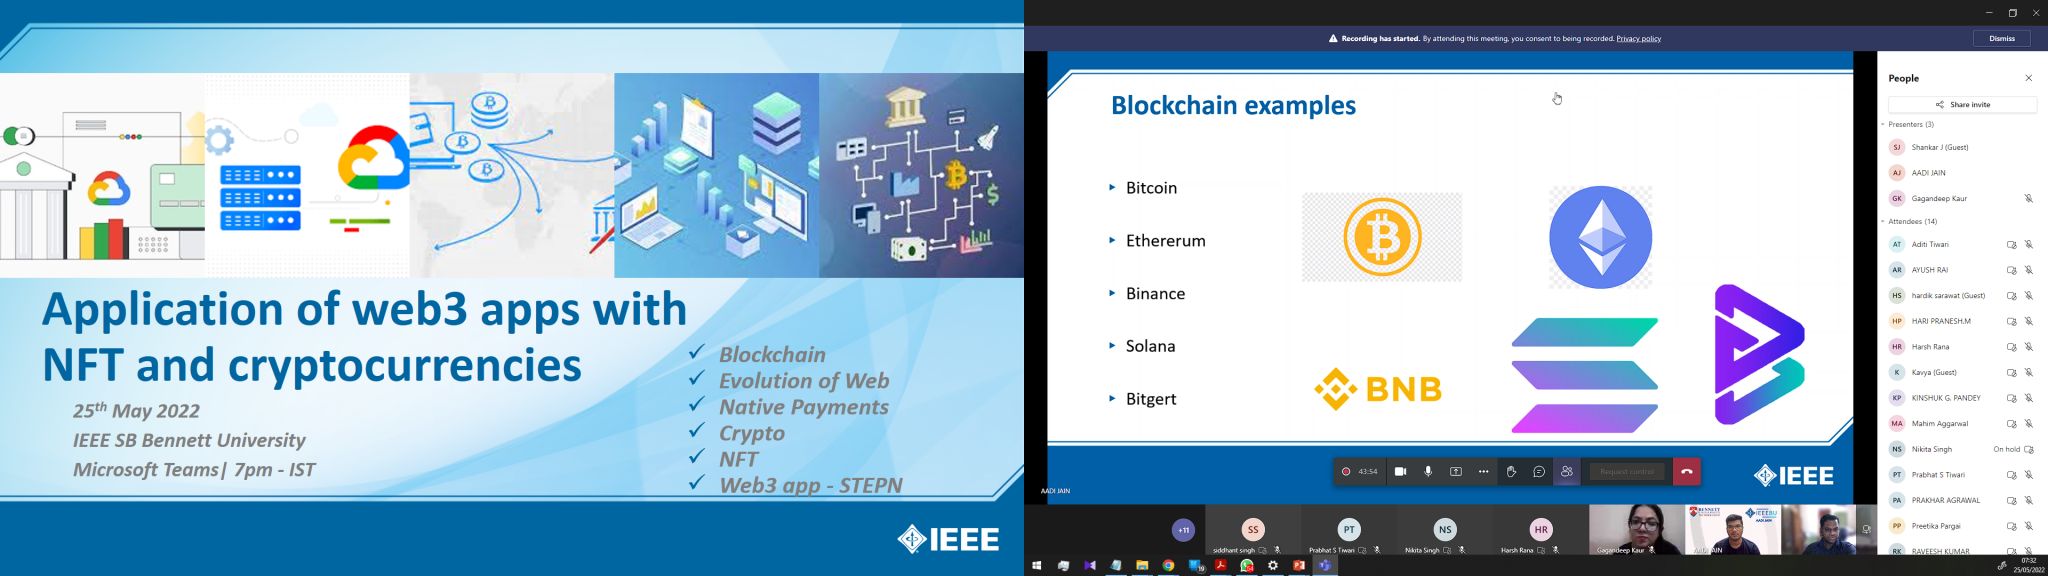 Application of web3 apps with
NFT and cryptocurrencies
25th May 2022
IEEE SB Bennett University
Microsoft Teams| 7pm - IST
✓ Blockchain
✓ Evolution of Web
✓ Native Payments
✓ Crypto
✓ NFT
✓ Web3 app - STEPN
IEEE
Recording has started. By attending this meeting, you consent to being recorded. Privacy policy
Dismiss
Blockchain examples
Bitcoin
Ethererum
Binance
Solana
Bitgert
BNB
43:54
Request control
IEEE
AADI JAIN
People
Share invite
Presenters (3)
SJ Shankar J (Guest)
AJ AADI JAIN
GK Gagandeep Kaur
Attendees (14)
AT Aditi Tiwari
AR AYUSH RAI
HS hardik sarawat (Guest)
HP HARI PRANESH.M
HR Harsh Rana
K Kavya (Guest)
KP KINSHUK G. PANDEY
MA Mahim Aggarwal
NS Nikita Singh On hold
PT Prabhat S Tiwari
PA PRAKHAR AGRAWAL
PP Preetika Pargai
RK RAVEESH KUMAR
+11
SS
siddhant singh
PT
Prabhat S Tiwari
NS
Nikita Singh
HR
Harsh Rana
Gagandeep Kaur
BENNETT
IEEEBU
AADI JAIN
07:32
25/05/2022